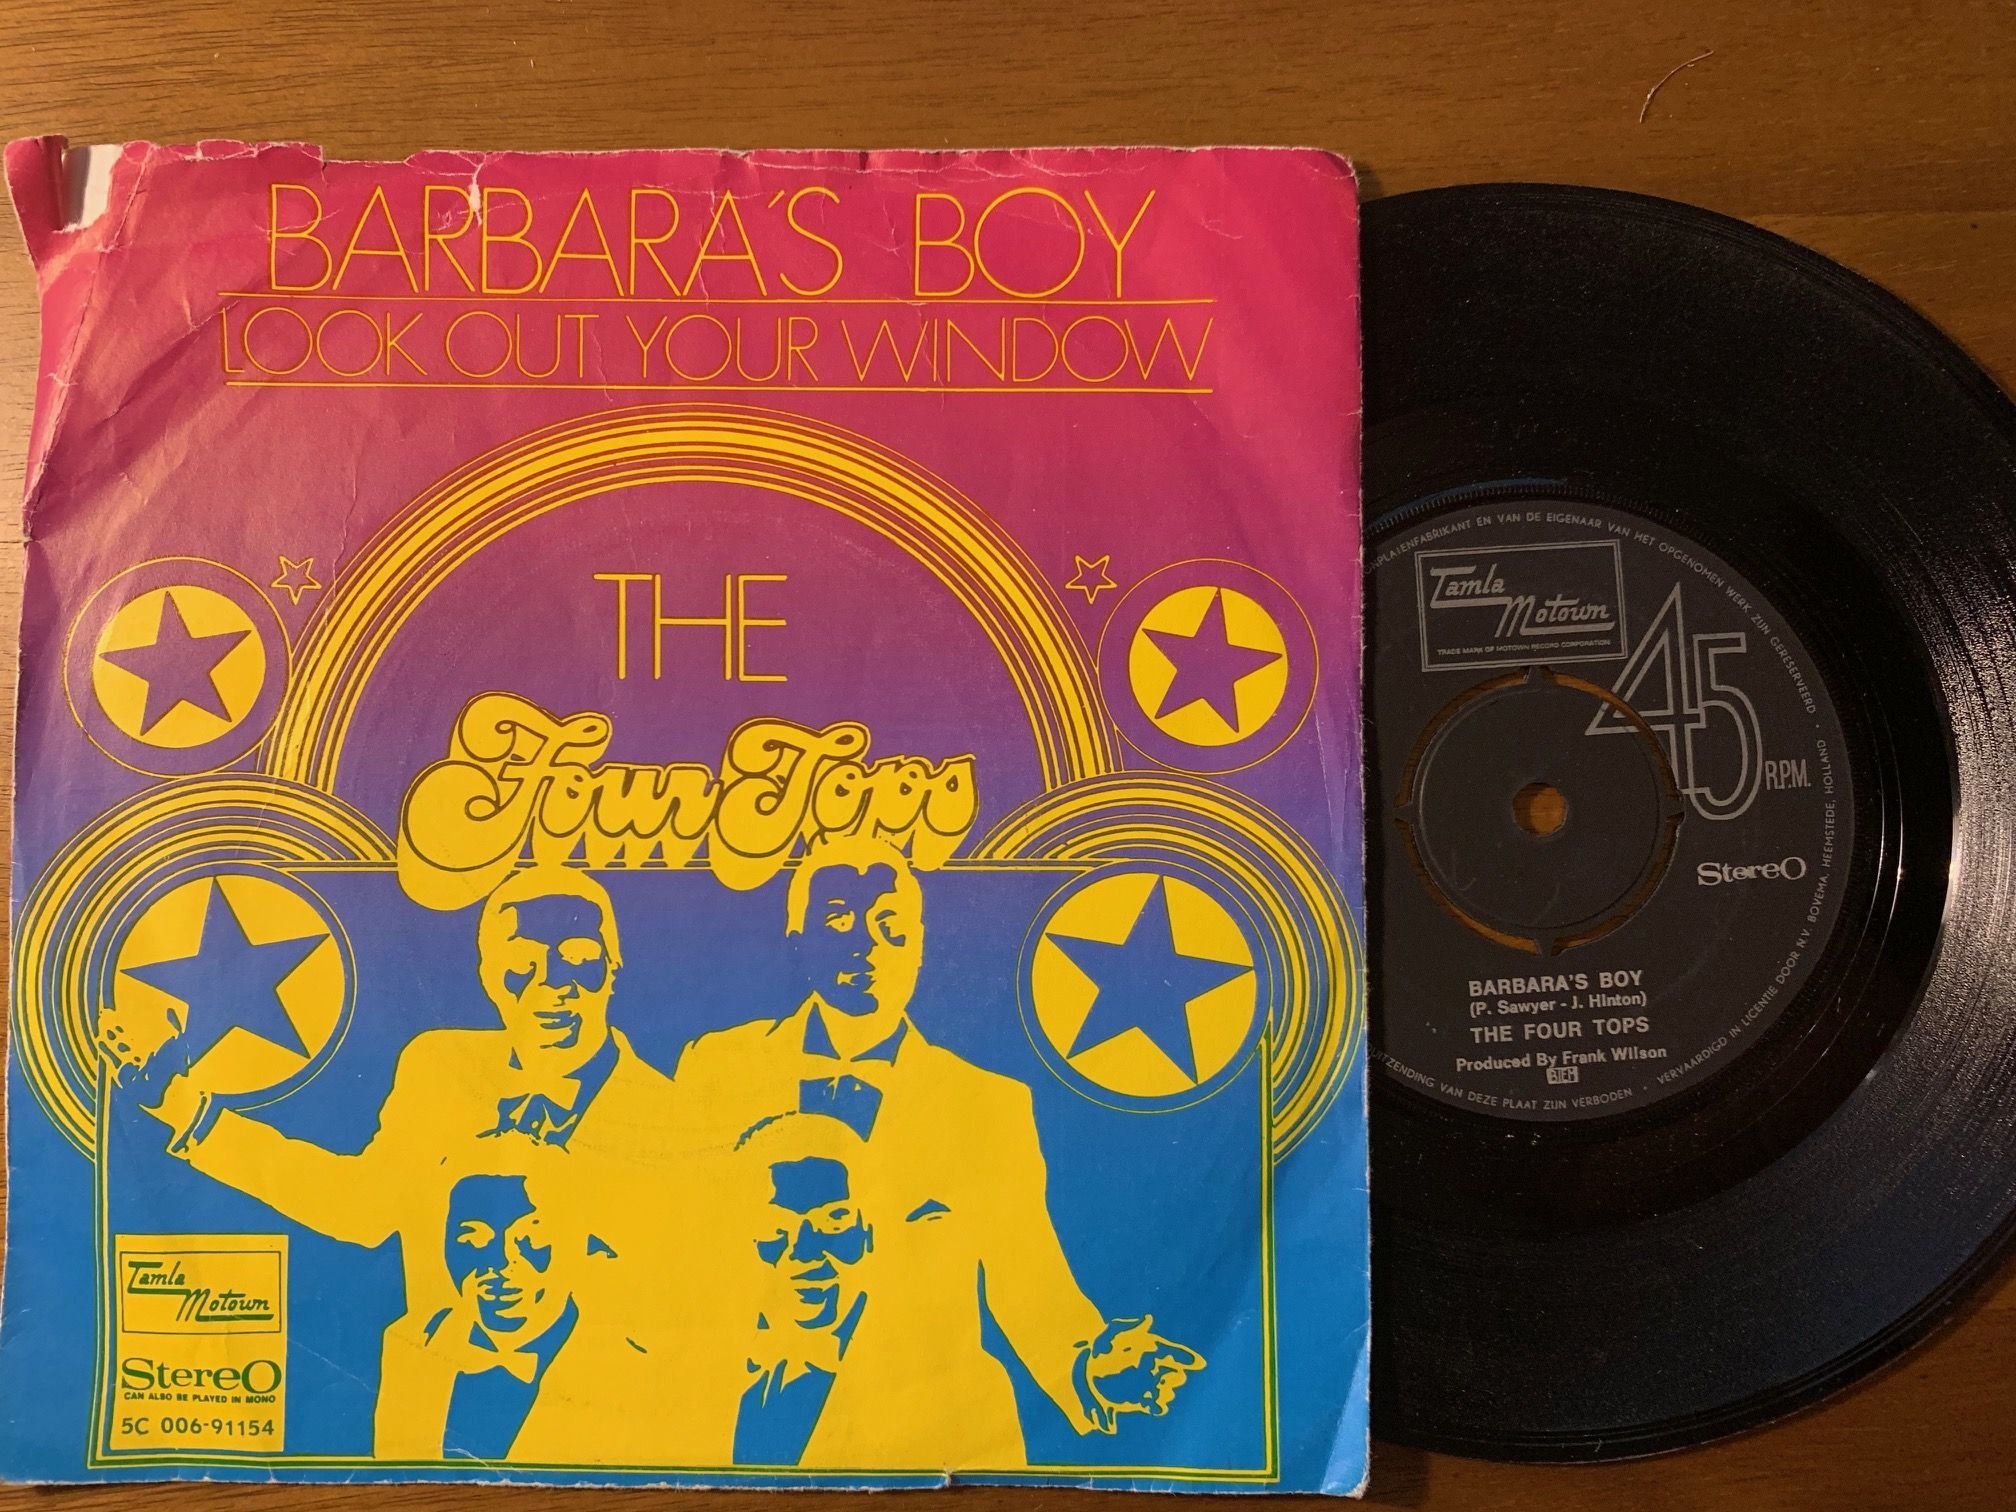 BARBARA'S BOY
LOOK OUT YOUR WINDOW
THE
Four Tops
Tamla
Motown
StereO
CAN ALSO BE PLAYED IN MONO
5C 006-91154
EN VAN DE EIGENAAR VAN HET OPGENOMEN WERK ZIJN GERESERVEERD •
Tamla
Motown
TRADE MARK OF MOTOWN RECORD CORPORATION
45
R.P.M.
StereO
BARBARA'S BOY
(P. Sawyer - J. Hinton)
THE FOUR TOPS
Produced By Frank Wilson
BIEM
UITZENDING VAN DEZE PLAAT ZIJN VERBODEN • VERVAARDIGD IN LICENTIE DOOR N.V. BOVEMA, HEEMSTEDE, HOLLAND •